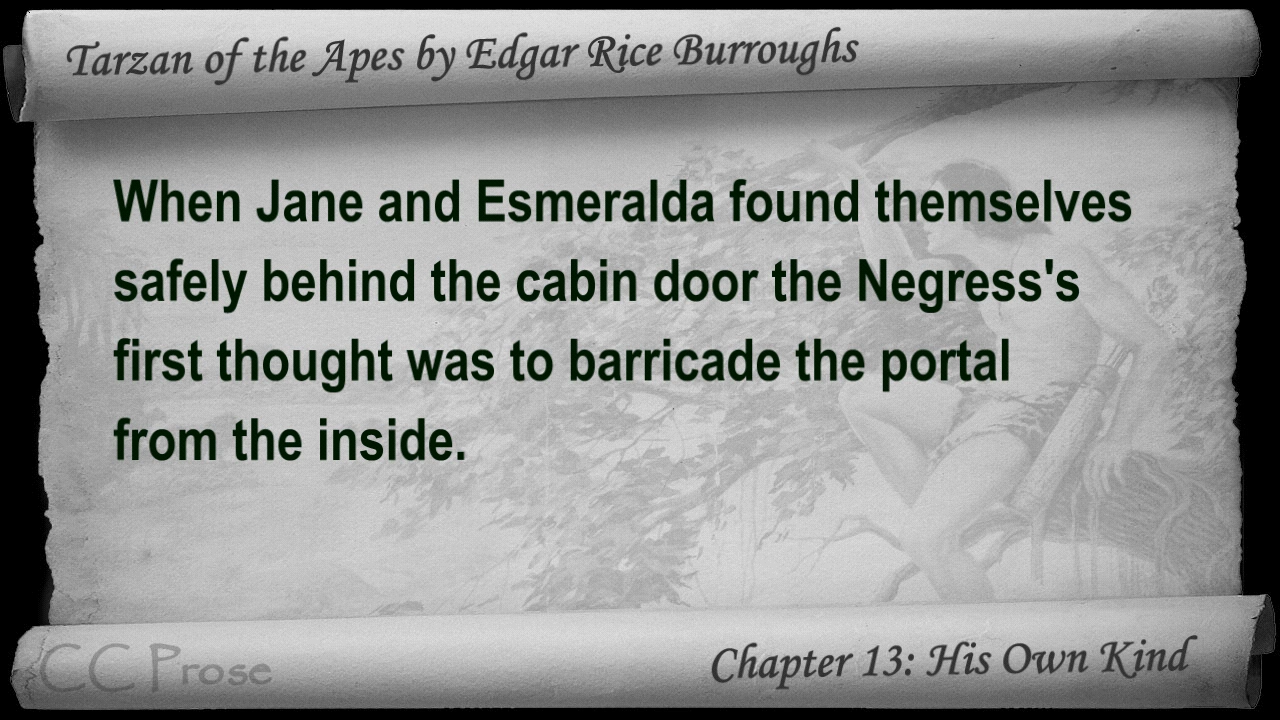 Tarzan of the Apes by Edgar Rice Burroughs
When Jane and Esmeralda found themselves
safely behind the cabin door the Negress's
first thought was to barricade the portal
from the inside.
CC Prose
Chapter 13: His Own Kind